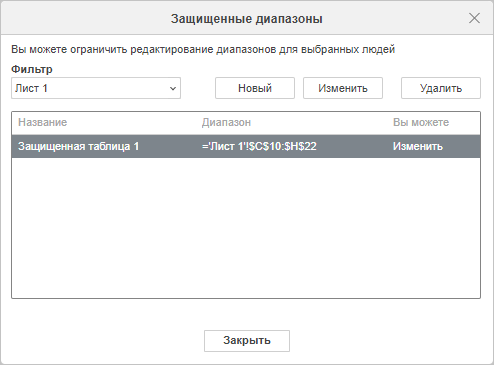 Защищенные диапазоны
Вы можете ограничить редактирование диапазонов для выбранных людей
Фильтр
Лист 1 Новый Изменить Удалить
Название Диапазон Вы можете
Защищенная таблица 1 ='Лист 1'!$C$10:$H$22 Изменить
Закрыть